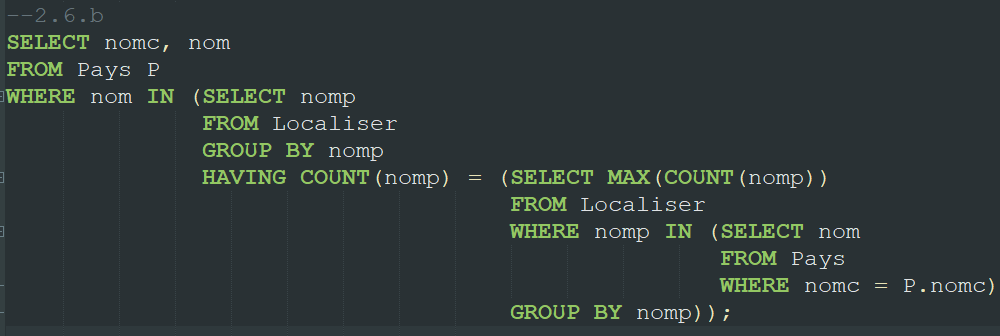 --2.6.b
SELECT nomc, nom
FROM Pays P
WHERE nom IN (SELECT nomp
FROM Localiser
GROUP BY nomp
HAVING COUNT(nomp) = (SELECT MAX(COUNT(nomp))
FROM Localiser
WHERE nomp IN (SELECT nom
FROM Pays
WHERE nomc = P.nomc)
GROUP BY nomp));